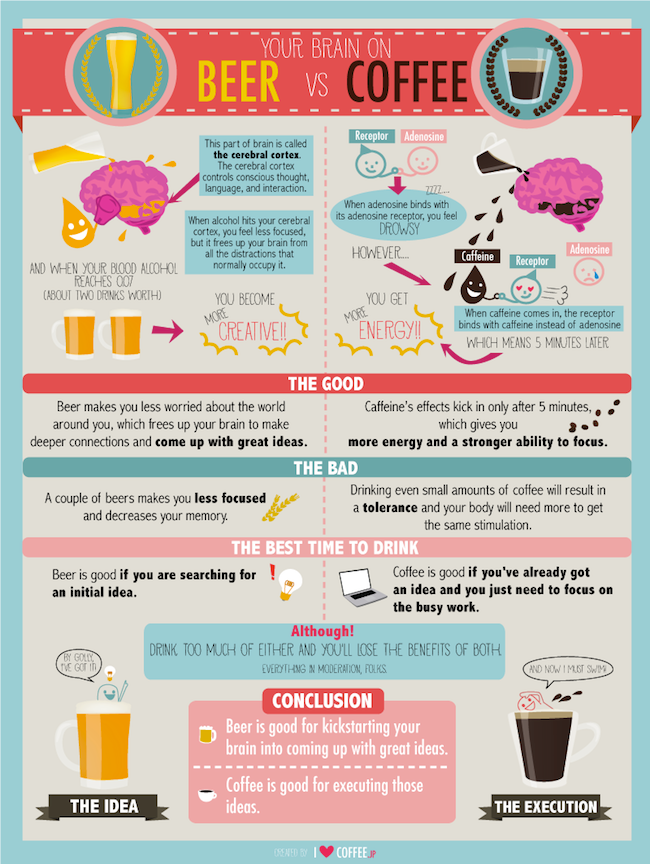 YOUR BRAIN ON
BEER VS COFFEE
This part of brain is called
the cerebral cortex.
The cerebral cortex
controls conscious thought,
language, and interaction.
When alcohol hits your cerebral
cortex, you feel less focused,
but it frees up your brain from
all the distractions that
normally occupy it.
AND WHEN YOUR BLOOD ALCOHOL
REACHES 0.07
(ABOUT TWO DRINKS WORTH)
YOU BECOME
MORE
CREATIVE!!
Receptor
Adenosine
ZZZZ....
When adenosine binds with
its adenosine receptor, you feel
DROWSY
HOWEVER....
Caffeine
Receptor
Adenosine
When caffeine comes in, the receptor
binds with caffeine instead of adenosine
WHICH MEANS 5 MINUTES LATER
YOU GET
MORE
ENERGY!!
THE GOOD
Beer makes you less worried about the world
around you, which frees up your brain to make
deeper connections and come up with great ideas.
Caffeine's effects kick in only after 5 minutes,
which gives you
more energy and a stronger ability to focus.
THE BAD
A couple of beers makes you less focused
and decreases your memory.
Drinking even small amounts of coffee will result in
a tolerance and your body will need more to get
the same stimulation.
THE BEST TIME TO DRINK
Beer is good if you are searching for
an initial idea.
Coffee is good if you've already got
an idea and you just need to focus on
the busy work.
Although!
DRINK TOO MUCH OF EITHER AND YOU'LL LOSE THE BENEFITS OF BOTH.
EVERYTHING IN MODERATION, FOLKS.
BY GOLLY,
I'VE GOT IT!
THE IDEA
CONCLUSION
Beer is good for kickstarting your
brain into coming up with great ideas.
Coffee is good for executing those
ideas.
AND NOW I MUST SWIM!
THE EXECUTION
CREATED BY I COFFEE.JP